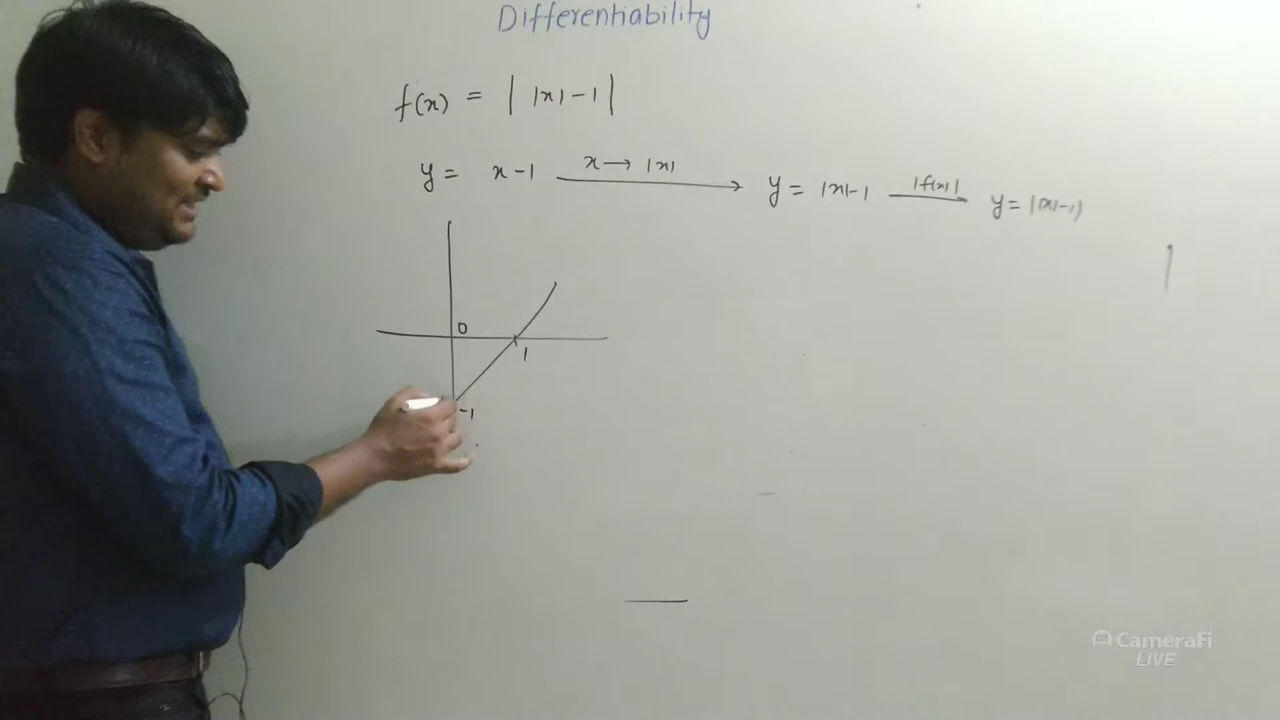 Differentiability
f(x) = | |x| - 1 |
y = x - 1 x → |x| y = |x| - 1 |f(x)| y = ||x| - 1|
0
1
-1
CameraFi
LIVE